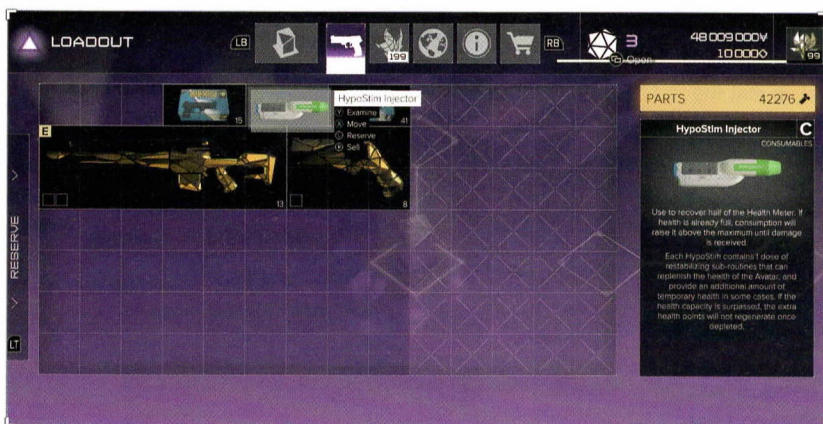 LOADOUT
LB
199
RB
3
48 009 000¥
10 000◇
Open
99
HypoStim Injector
15
Y Examine
41
X Move
L Reserve
R Sell
E
13
8
RESERVE
LT
PARTS 42276
HypoStim Injector C
CONSUMABLES
Use to recover half of the Health Meter. If
health is already full, consumption will
raise it above the maximum until damage
is received.
Each HypoStim contains 1 dose of
restabilizing sub-routines that can
replenish the health of the Avatar, and
provide an additional amount of
temporary health in some cases. If the
health capacity is surpassed, the extra
health points will not regenerate once
depleted.